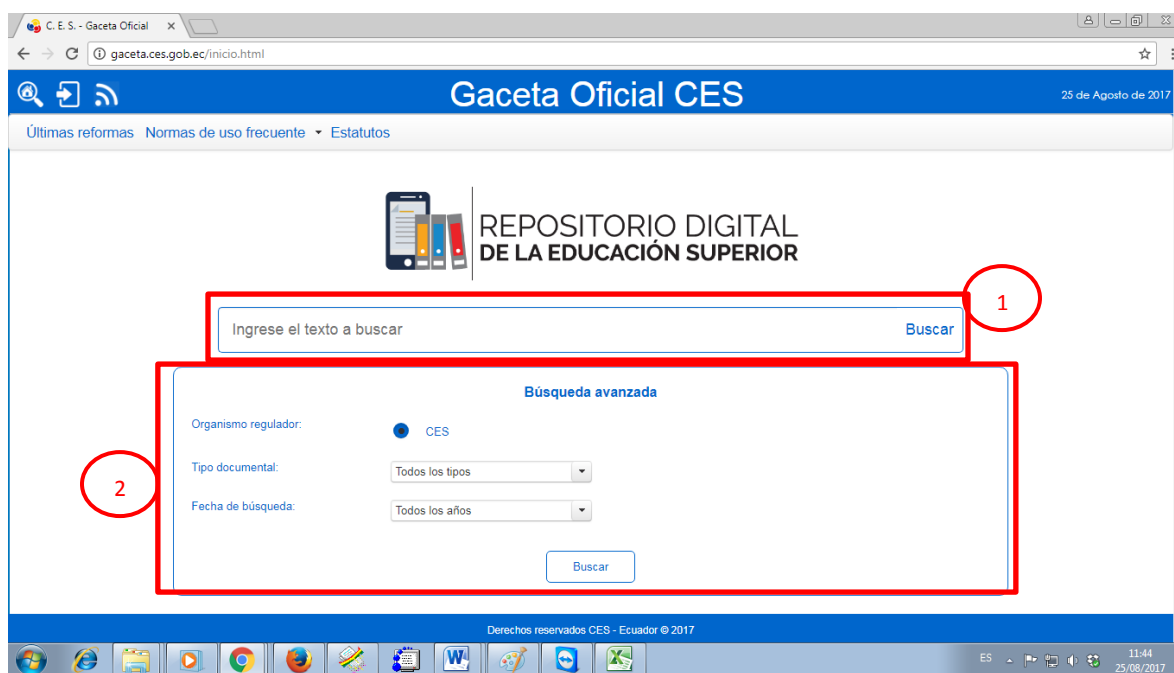 C. E. S. - Gaceta Oficial
gaceta.ces.gob.ec/inicio.html
Gaceta Oficial CES
25 de Agosto de 2017
Últimas reformas Normas de uso frecuente Estatutos
REPOSITORIO DIGITAL
DE LA EDUCACIÓN SUPERIOR
1
Ingrese el texto a buscar Buscar
Búsqueda avanzada
Organismo regulador: CES
Tipo documental: Todos los tipos
2
Fecha de búsqueda: Todos los años
Buscar
Derechos reservados CES - Ecuador © 2017
ES 11:44
25/08/2017